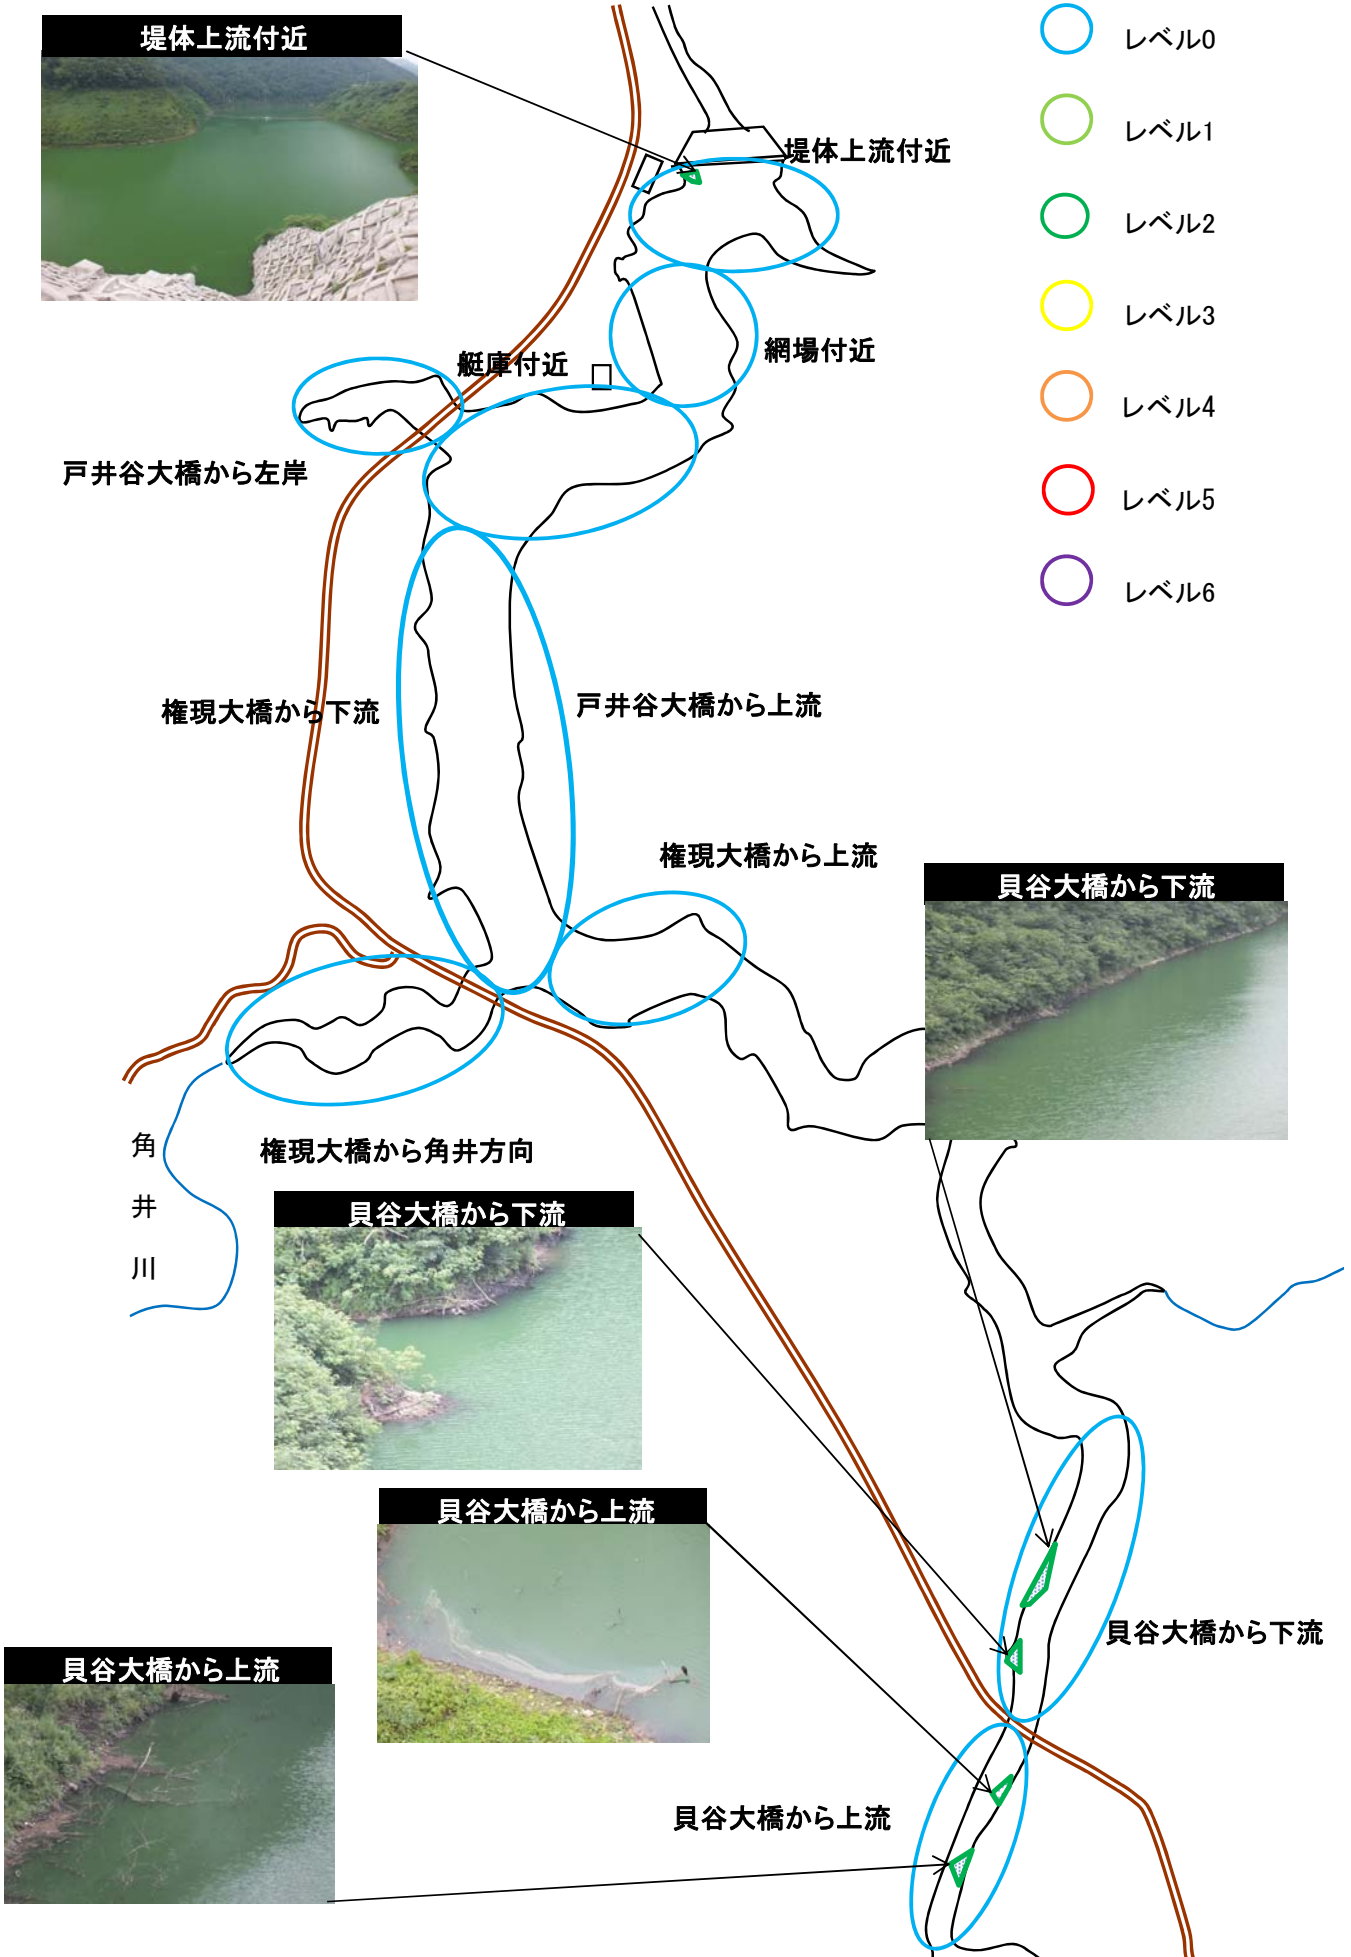 堤体上流付近
レベル0
レベル1
堤体上流付近
レベル2
レベル3
網場付近
艇庫付近
レベル4
戸井谷大橋から左岸
レベル5
レベル6
権現大橋から下流
戸井谷大橋から上流
権現大橋から上流
貝谷大橋から下流
角
井
川
権現大橋から角井方向
貝谷大橋から下流
貝谷大橋から上流
貝谷大橋から下流
貝谷大橋から上流
貝谷大橋から上流